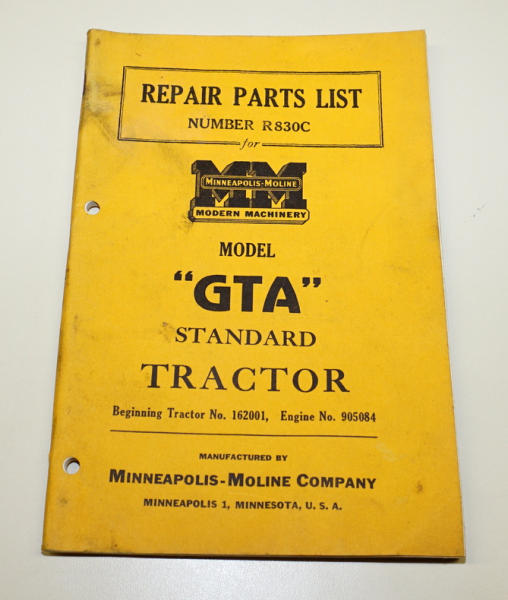 REPAIR PARTS LIST
NUMBER R830C
for
MM
MINNEAPOLIS-MOLINE
MODERN MACHINERY
MODEL
"GTA"
STANDARD
TRACTOR
Beginning Tractor No. 162001, Engine No. 905084
MANUFACTURED BY
MINNEAPOLIS-MOLINE COMPANY
MINNEAPOLIS 1, MINNESOTA, U. S. A.